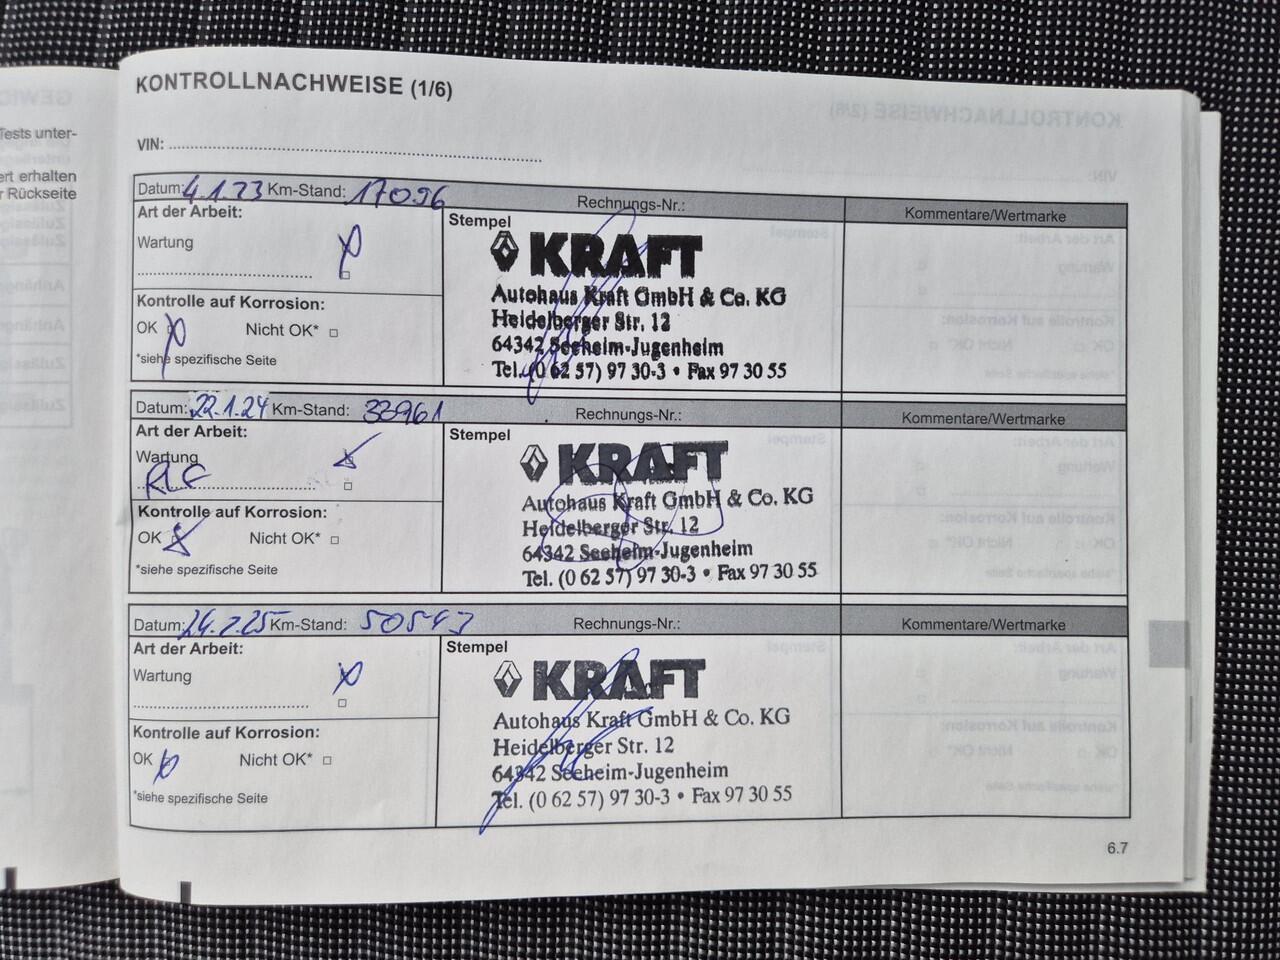 Tests unter-
ert erhalten
r Rückseite
KONTROLLNACHWEISE (1/6)
VIN:
Datum: 4.1.23 Km-Stand: 17096 Rechnungs-Nr.: Kommentare/Wertmarke
Art der Arbeit:
Wartung
Kontrolle auf Korrosion:
OK Nicht OK*
*siehe spezifische Seite
Stempel
KRAFT
Autohaus Kraft GmbH & Co. KG
Heidelberger Str. 12
64342 Seeheim-Jugenheim
Tel. (0 62 57) 97 30-3 • Fax 97 30 55
Datum: 22.1.24 Km-Stand: 33961 Rechnungs-Nr.: Kommentare/Wertmarke
Art der Arbeit:
Wartung
Kontrolle auf Korrosion:
OK Nicht OK*
*siehe spezifische Seite
Stempel
KRAFT
Autohaus Kraft GmbH & Co. KG
Heidelberger Str. 12
64342 Seeheim-Jugenheim
Tel. (0 62 57) 97 30-3 • Fax 97 30 55
Datum: Km-Stand: 50543 Rechnungs-Nr.: Kommentare/Wertmarke
Art der Arbeit:
Wartung
Kontrolle auf Korrosion:
OK Nicht OK*
*siehe spezifische Seite
Stempel
KRAFT
Autohaus Kraft GmbH & Co. KG
Heidelberger Str. 12
64342 Seeheim-Jugenheim
Tel. (0 62 57) 97 30-3 • Fax 97 30 55
6.7